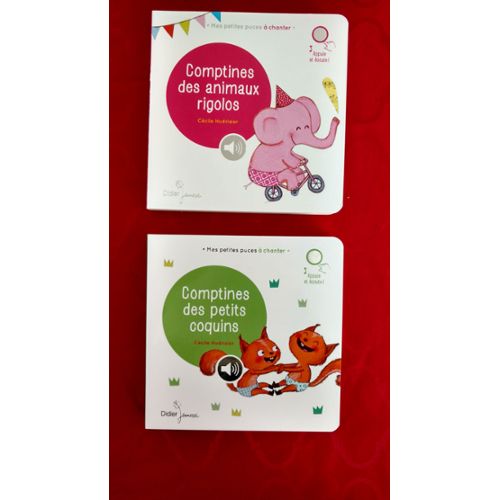 • Mes petites puces à chanter •
Appuie
et écoute !
Comptines
des animaux
rigolos
Cécile Hudrisier
Didier Jeunesse
• Mes petites puces à chanter •
Appuie
et écoute !
Comptines
des petits
coquins
Cécile Hudrisier
Didier Jeunesse